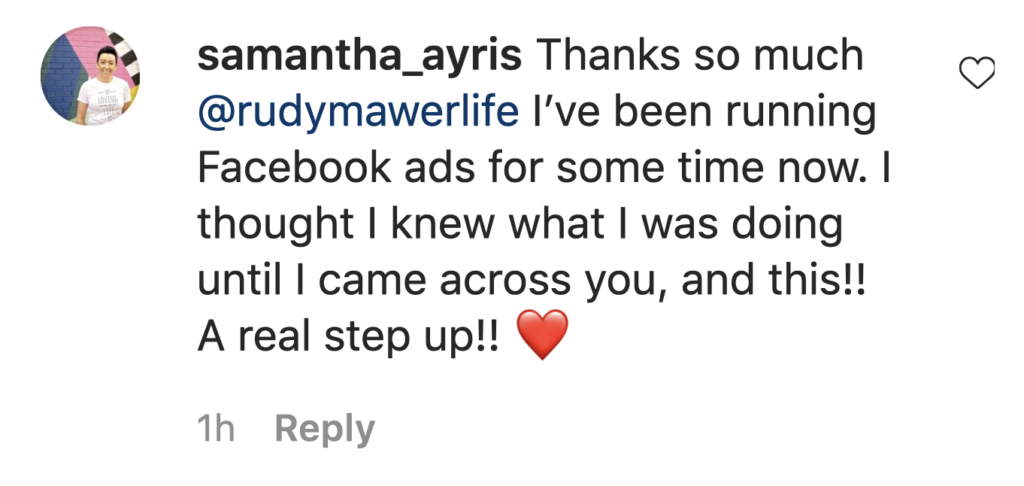 samantha_ayris Thanks so much
@rudymawerlife I’ve been running
Facebook ads for some time now. I
thought I knew what I was doing
until I came across you, and this!!
A real step up!! ❤️
1h Reply